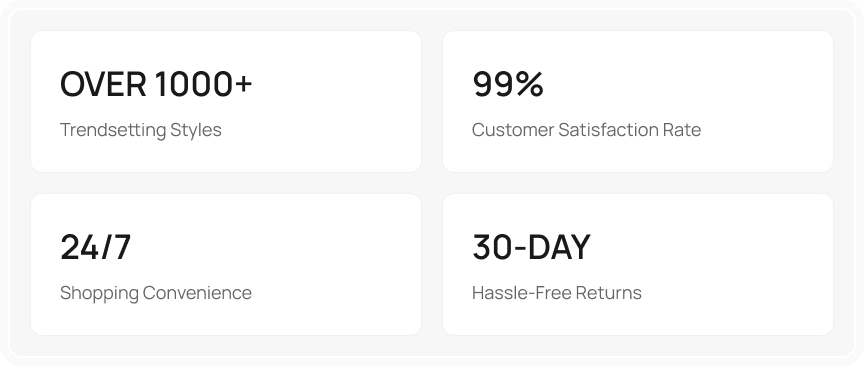 OVER 1000+
Trendsetting Styles
99%
Customer Satisfaction Rate
24/7
Shopping Convenience
30-DAY
Hassle-Free Returns